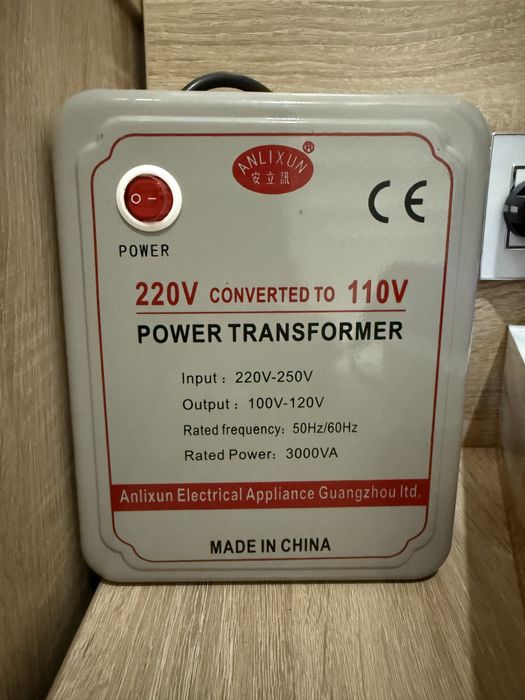 ANLIXUN®
安立訊
CE
POWER
220V CONVERTED TO 110V
POWER TRANSFORMER
Input : 220V-250V
Output : 100V-120V
Rated frequency: 50Hz/60Hz
Rated Power: 3000VA
Anlixun Electrical Appliance Guangzhou ltd.
MADE IN CHINA